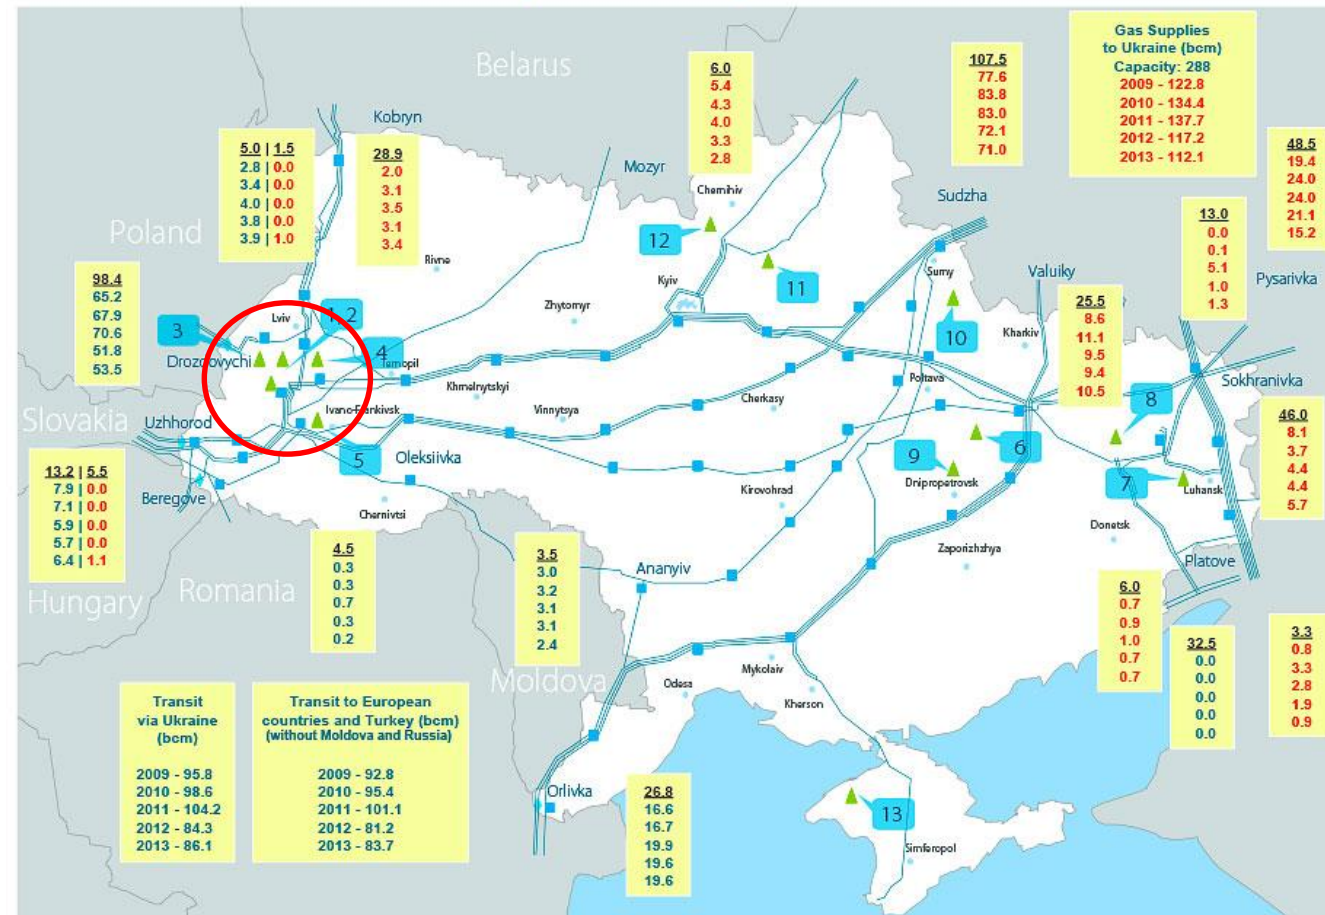 Belarus
6.0
5.4
4.3
4.0
3.3
2.8
107.5
77.6
83.8
83.0
72.1
71.0
Gas Supplies
to Ukraine (bcm)
Capacity: 288
2009 - 122.8
2010 - 134.4
2011 - 137.7
2012 - 117.2
2013 - 112.1
Kobryn
5.0 | 1.5
2.8 | 0.0
3.4 | 0.0
4.0 | 0.0
3.8 | 0.0
3.9 | 1.0
28.9
2.0
3.1
3.5
3.1
3.4
Mozyr
Chernihiv
Sudzha
48.5
19.4
24.0
24.0
21.1
15.2
13.0
0.0
0.1
5.1
1.0
1.3
Poland
12
Rivne
Kyiv
11
Sumy
Valuiky
Pysarivka
98.4
65.2
67.9
70.6
51.8
53.5
3
Lviv
1, 2
Zhytomyr
10
Kharkiv
25.5
8.6
11.1
9.5
9.4
10.5
Drozdovychi
4
Ternopil
Khmelnytskyi
Vinnytsya
Cherkasy
Poltava
Sokhranivka
Slovakia
Uzhhorod
Ivano-Frankivsk
8
46.0
8.1
3.7
4.4
4.4
5.7
5
Oleksiivka
9
6
13.2 | 5.5
7.9 | 0.0
7.1 | 0.0
5.9 | 0.0
5.7 | 0.0
6.4 | 1.1
Beregove
Chernivtsi
Kirovohrad
Dnipropetrovsk
7
Luhansk
Donetsk
Zaporizhzhya
Platove
Hungary
Romania
4.5
0.3
0.3
0.7
0.3
0.2
3.5
3.0
3.2
3.1
3.1
2.4
Ananyiv
6.0
0.7
0.9
1.0
0.7
0.7
32.5
0.0
0.0
0.0
0.0
0.0
3.3
0.8
3.3
2.8
1.9
0.9
Moldova
Odesa
Mykolaiv
Kherson
Transit
via Ukraine
(bcm)
2009 - 95.8
2010 - 98.6
2011 - 104.2
2012 - 84.3
2013 - 86.1
Transit to European
countries and Turkey (bcm)
(without Moldova and Russia)
2009 - 92.8
2010 - 95.4
2011 - 101.1
2012 - 81.2
2013 - 83.7
Orlivka
26.8
16.6
16.7
19.9
19.6
19.6
13
Simferopol